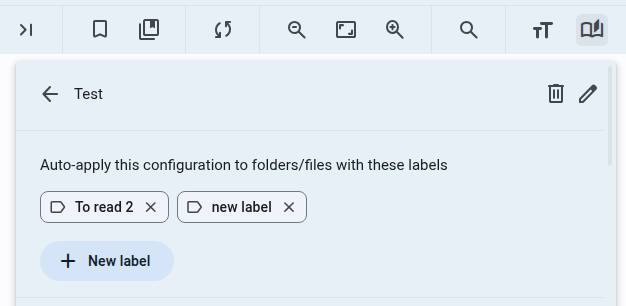 Test
Auto-apply this configuration to folders/files with these labels
To read 2 new label
New label